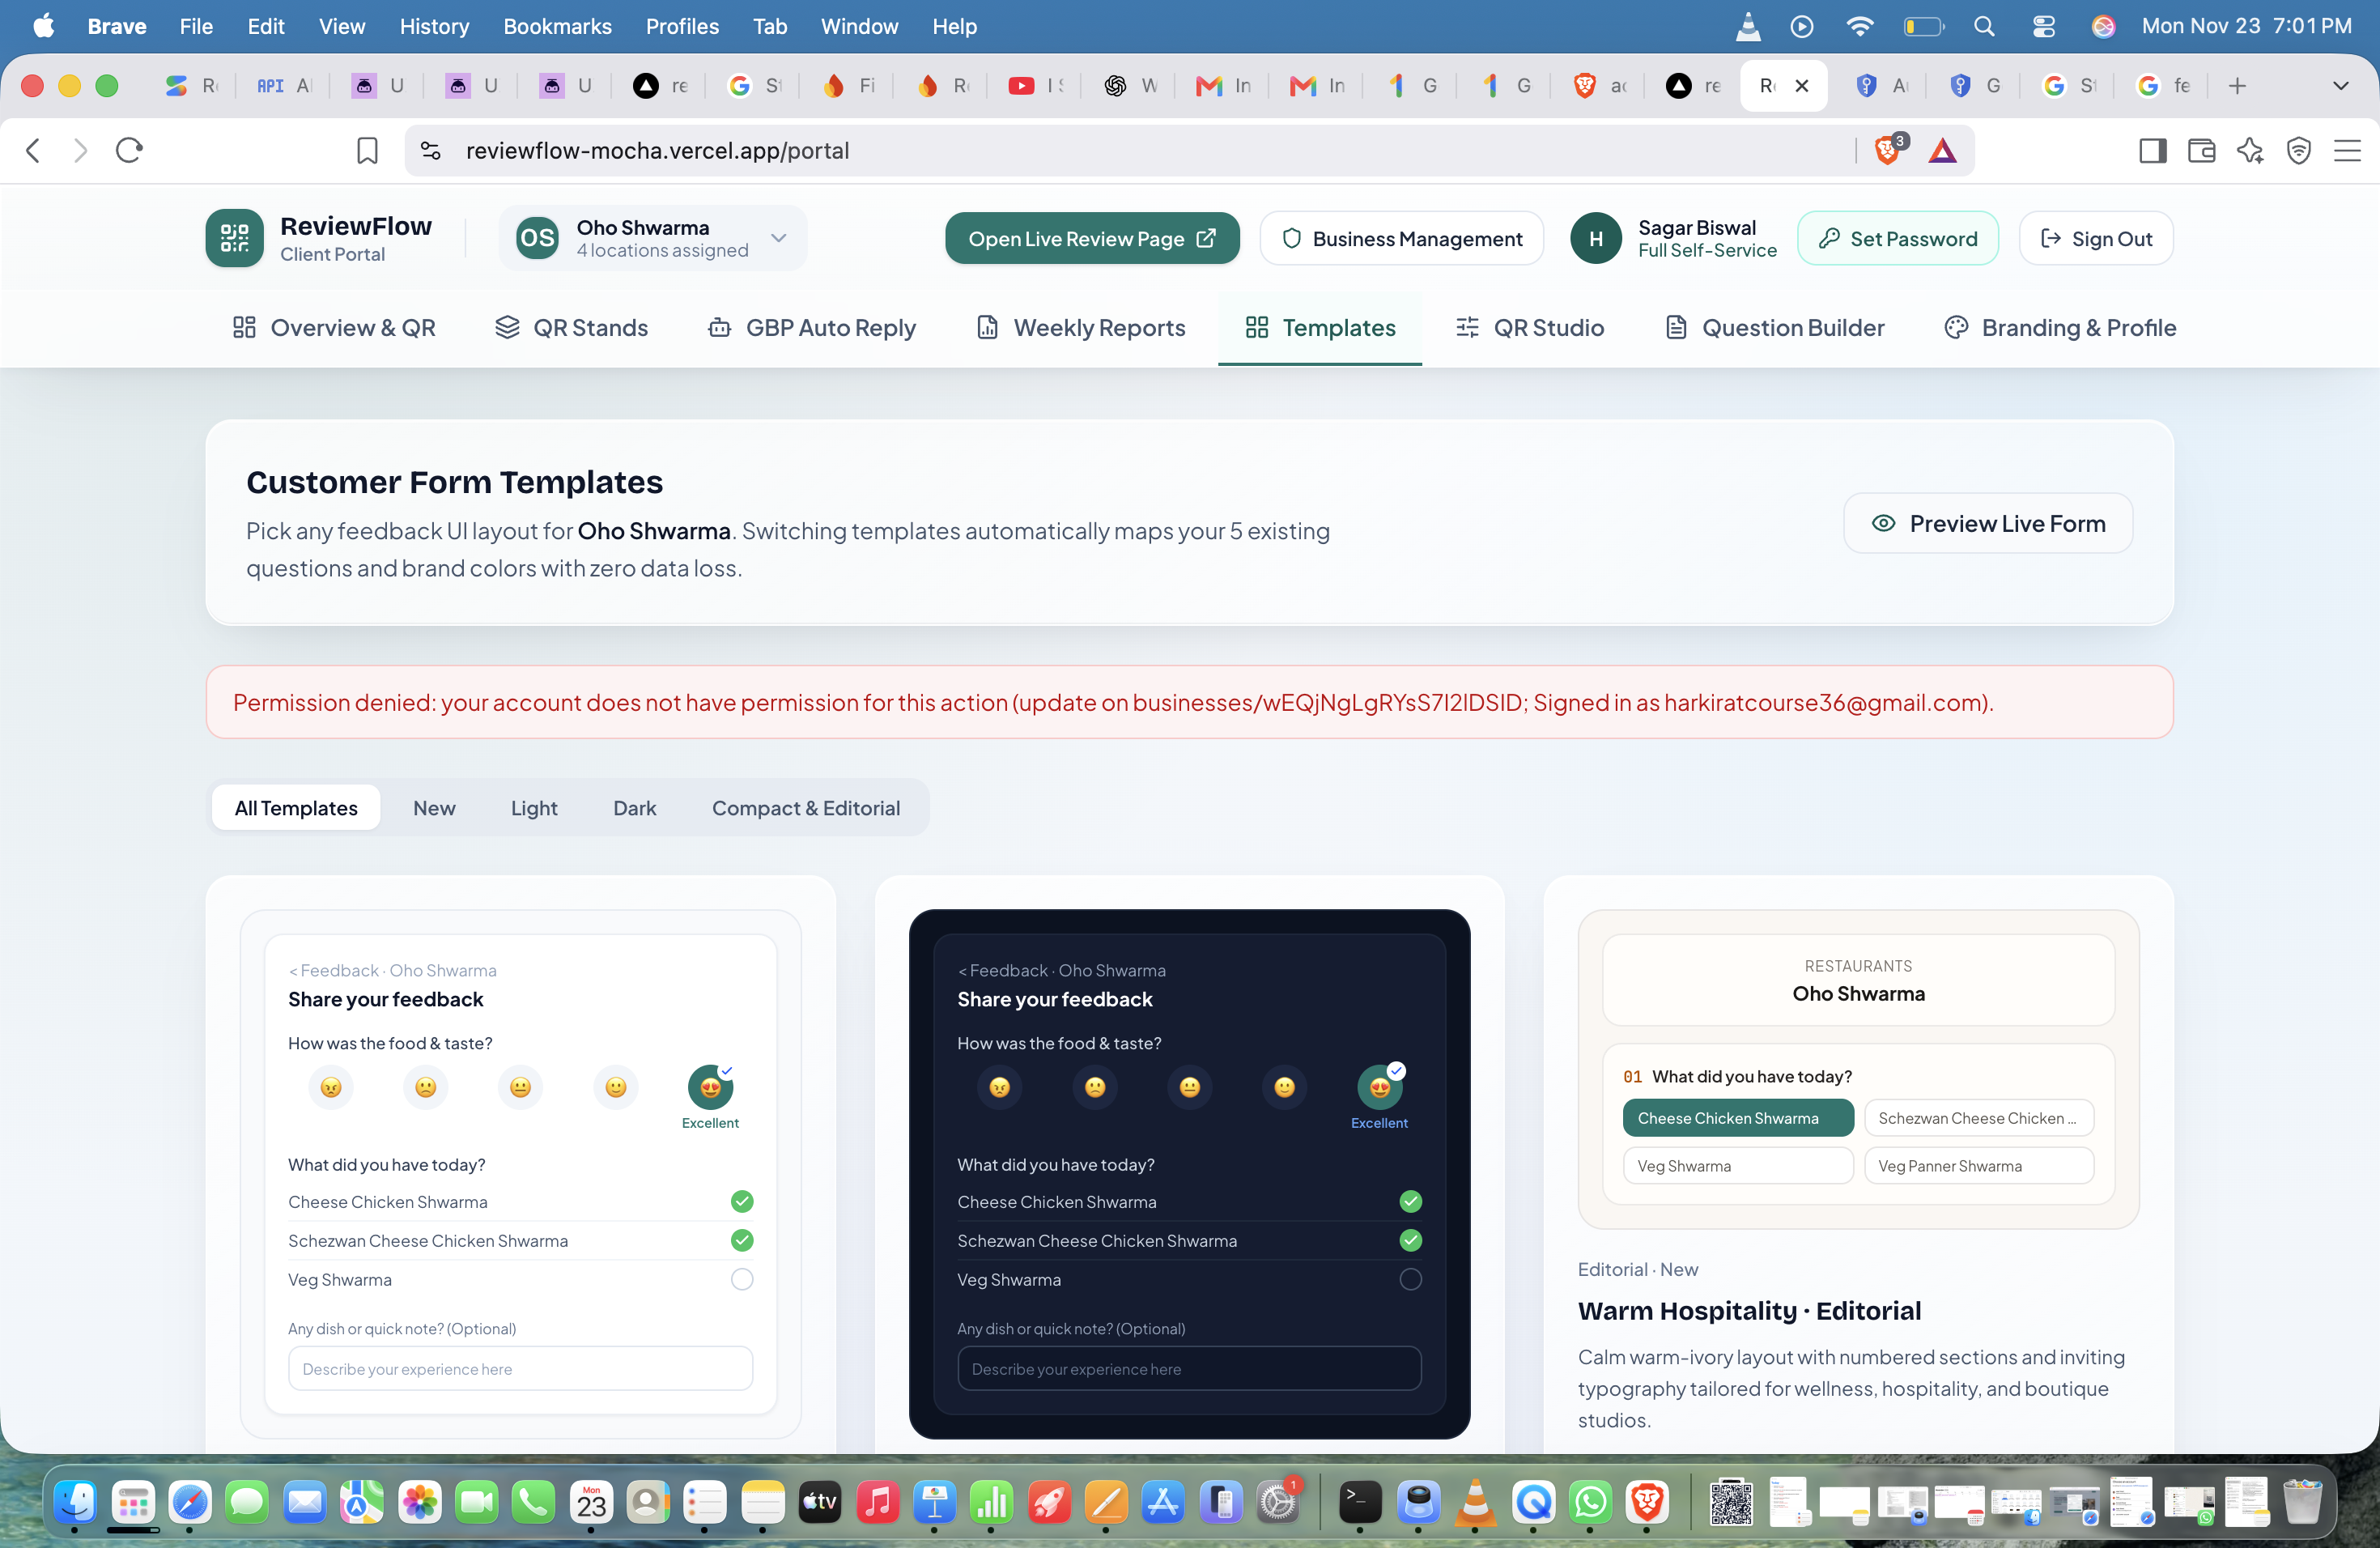 Brave File Edit View History Bookmarks Profiles Tab Window Help
Mon Nov 23 7:01 PM
API
reviewflow-mocha.vercel.app/portal
3
ReviewFlow
Client Portal
OS
Oho Shwarma
4 locations assigned
Open Live Review Page
Business Management
H
Sagar Biswal
Full Self-Service
Set Password
Sign Out
Overview & QR
QR Stands
GBP Auto Reply
Weekly Reports
Templates
QR Studio
Question Builder
Branding & Profile
Customer Form Templates
Pick any feedback UI layout for Oho Shwarma. Switching templates automatically maps your 5 existing
questions and brand colors with zero data loss.
Preview Live Form
Permission denied: your account does not have permission for this action (update on businesses/wEQjNgLgRYsS7l2lDSlD; Signed in as harkiratcourse36@gmail.com).
All Templates
New
Light
Dark
Compact & Editorial
< Feedback · Oho Shwarma
Share your feedback
How was the food & taste?
Excellent
What did you have today?
Cheese Chicken Shwarma
Schezwan Cheese Chicken Shwarma
Veg Shwarma
Any dish or quick note? (Optional)
Describe your experience here
< Feedback · Oho Shwarma
Share your feedback
How was the food & taste?
Excellent
What did you have today?
Cheese Chicken Shwarma
Schezwan Cheese Chicken Shwarma
Veg Shwarma
Any dish or quick note? (Optional)
Describe your experience here
RESTAURANTS
Oho Shwarma
01 What did you have today?
Cheese Chicken Shwarma
Schezwan Cheese Chicken ...
Veg Shwarma
Veg Panner Shwarma
Editorial · New
Warm Hospitality · Editorial
Calm warm-ivory layout with numbered sections and inviting
typography tailored for wellness, hospitality, and boutique
studios.
Mon
23
tv
1